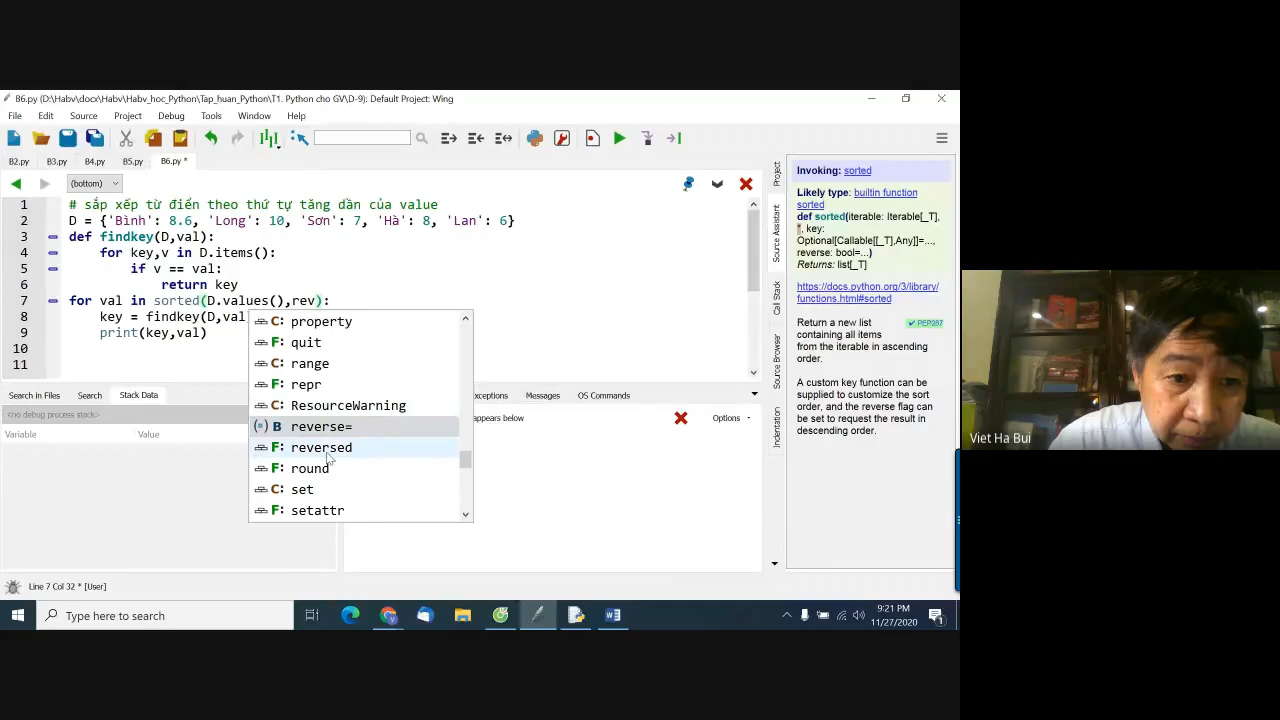 B6.py (D:\Habv\docx\Habv\Habv_hoc_Python\Tap_huan_Python\T1. Python cho GV\D-9): Default Project: Wing
File Edit Source Project Debug Tools Window Help
B2.py B3.py B4.py B5.py B6.py *
(bottom)
1 # sắp xếp từ điển theo thứ tự tăng dần của value
2 D = {'Bình': 8.6, 'Long': 10, 'Sơn': 7, 'Hà': 8, 'Lan': 6}
3 def findkey(D,val):
4 for key,v in D.items():
5 if v == val:
6 return key
7 for val in sorted(D.values(),rev):
8 key = findkey(D,val
9 print(key,val)
10
11
C: property
F: quit
C: range
F: repr
C: ResourceWarning
(=) B reverse=
F: reversed
F: round
C: set
F: setattr
Search in Files Search Stack Data
xceptions Messages OS Commands
<no debug process stack>
appears below Options
Variable Value
Project
Source Assistant
Call Stack
Source Browser
Indentation
Invoking: sorted
Likely type: builtin function
sorted
def sorted(iterable: Iterable[_T],
*, key:
Optional[Callable[[_T],Any]]=...,
reverse: bool=...)
Returns: list[_T]
https://docs.python.org/3/library/
functions.html#sorted
Return a new list ✔ PEP287
containing all items
from the iterable in ascending
order.
A custom key function can be
supplied to customize the sort
order, and the reverse flag can
be set to request the result in
descending order.
Line 7 Col 32 * [User]
Type here to search
9:21 PM
11/27/2020
1
Viet Ha Bui